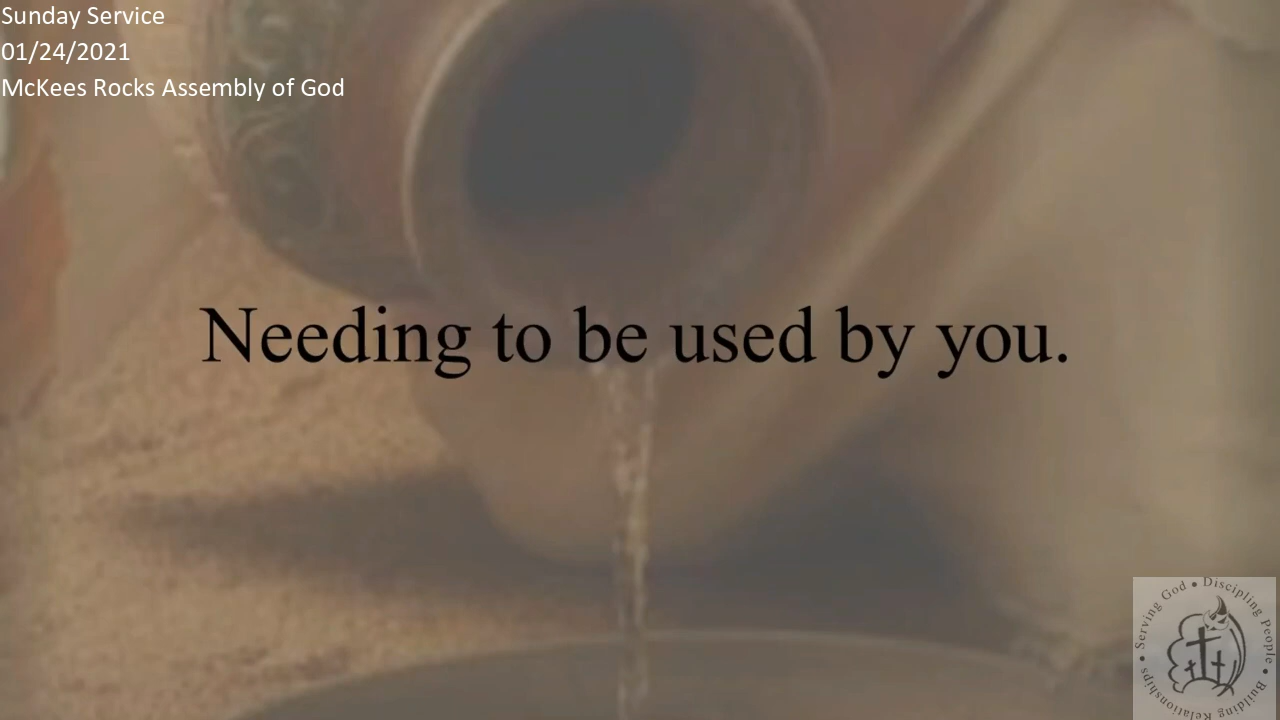 Sunday Service
01/24/2021
McKees Rocks Assembly of God
Needing to be used by you.
Serving God • Discipling People • Building Relationships •